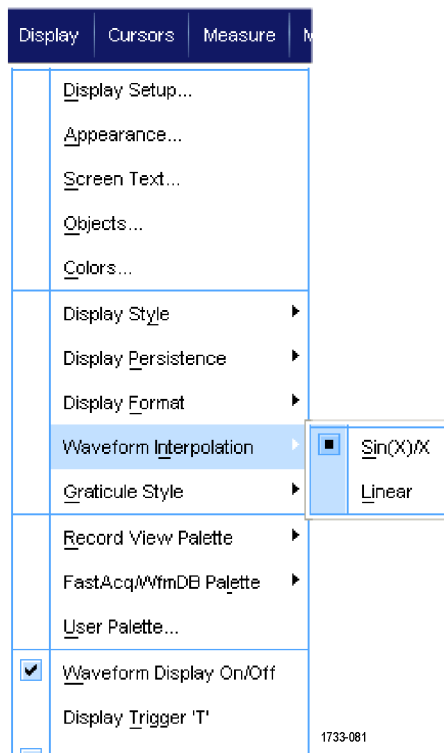 Display Cursors Measure
Display Setup...
Appearance...
Screen Text...
Objects...
Colors...
Display Style
Display Persistence
Display Format
Waveform Interpolation
Sin(X)/X
Graticule Style
Linear
Record View Palette
FastAcq/WfmDB Palette
User Palette...
Waveform Display On/Off
Display Trigger 'T'
1733-081